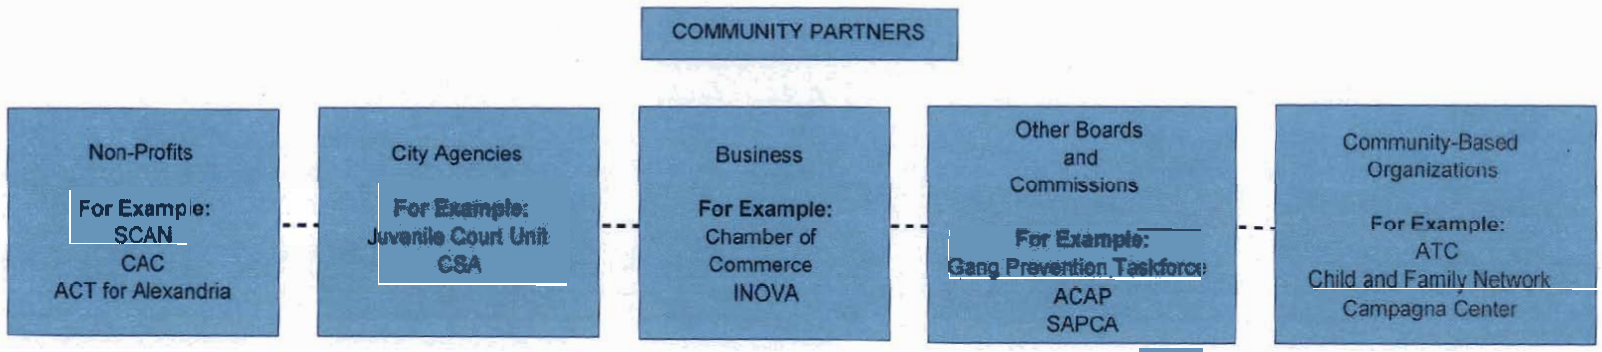 COMMUNITY PARTNERS
Non-Profits
For Example:
SCAN
CAC
ACT for Alexandria
City Agencies
For Example:
Juvenile Court Unit
CSA
Business
For Example:
Chamber of
Commerce
INOVA
Other Boards
and
Commissions
For Example:
Gang Prevention Taskforce
ACAP
SAPCA
Community-Based
Organizations
For Example:
ATC
Child and Family Network
Campagna Center